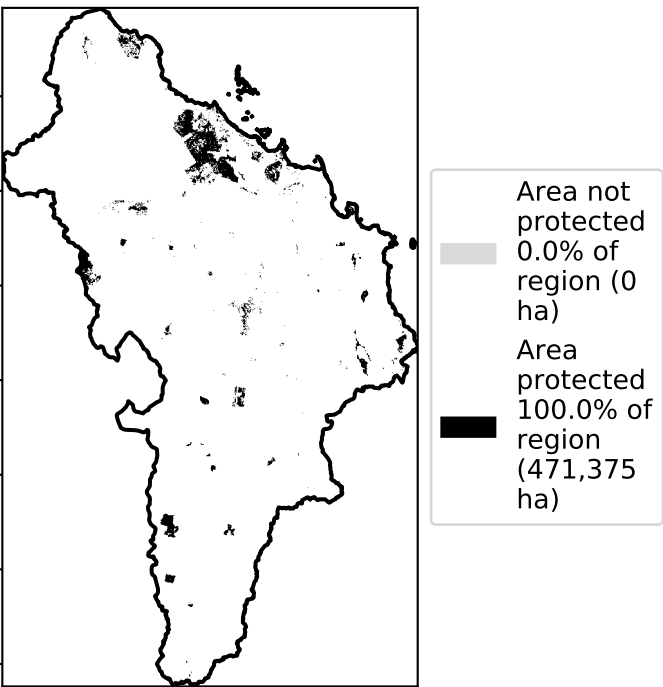 Area not
protected
0.0% of
region (0
ha)
Area
protected
100.0% of
region
(471,375
ha)